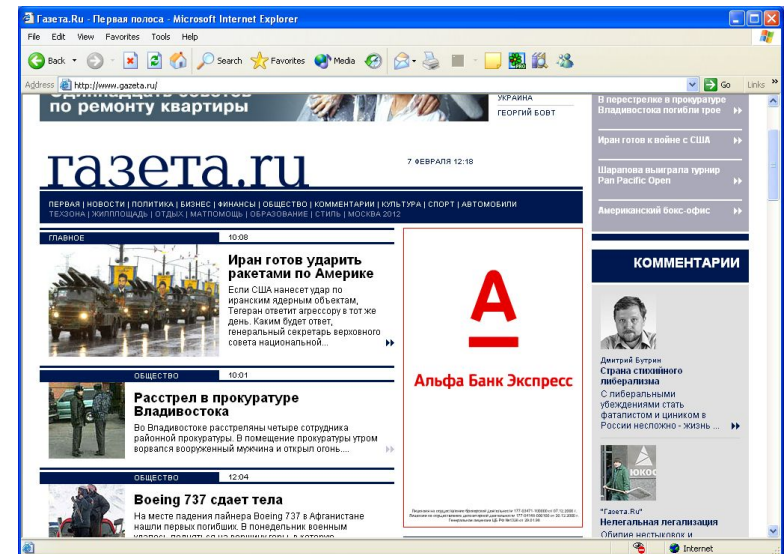 Газета.Ru - Первая полоса - Microsoft Internet Explorer
File Edit View Favorites Tools Help
Back Search Favorites Media
Address http://www.gazeta.ru/ Go Links
по ремонту квартиры
УКРАИНА
ГЕОРГИЙ БОВТ
газета.ru
7 ФЕВРАЛЯ 12:18
ПЕРВАЯ | НОВОСТИ | ПОЛИТИКА | БИЗНЕС | ФИНАНСЫ | ОБЩЕСТВО | КОММЕНТАРИИ | КУЛЬТУРА | СПОРТ | АВТОМОБИЛИ
ТЕХЗОНА | ЖИЛПЛОЩАДЬ | ОТДЫХ | МАТПОМОЩЬ | ОБРАЗОВАНИЕ | СТИЛЬ | МОСКВА 2012
ГЛАВНОЕ 10:08
Иран готов ударить
ракетами по Америке
Если США нанесет удар по
иранским ядерным объектам,
Тегеран ответит агрессору в тот же
день. Каким будет ответ,
генеральный секретарь верховного
совета национальной...
ОБЩЕСТВО 10:01
Расстрел в прокуратуре
Владивостока
Во Владивостоке расстреляны четыре сотрудника
районной прокуратуры. В помещение прокуратуры утром
ворвался вооруженный мужчина и открыл огонь....
ОБЩЕСТВО 12:04
Boeing 737 сдает тела
На месте падения лайнера Boeing 737 в Афганистане
нашли первых погибших. В понедельник военным
А
Альфа Банк Экспресс
В перестрелке в прокуратуре
Владивостока погибли трое
Иран готов к войне с США
Шарапова выиграла турнир
Pan Pacific Open
Американский бокс-офис
КОММЕНТАРИИ
Дмитрий Бутрин
Страна стихийного
либерализма
С либеральными
убеждениями стать
фаталистом и циником в
России несложно - жизнь ...
ЮКОС
"Газета.Ru"
Нелегальная легализация
Обилие нестыковок и
Internet